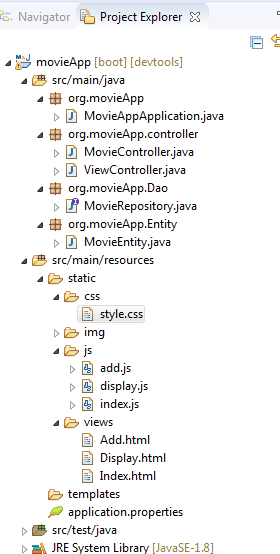 Navigator Project Explorer
movieApp [boot] [devtools]
src/main/java
org.movieApp
MovieAppApplication.java
org.movieApp.controller
MovieController.java
ViewController.java
org.movieApp.Dao
MovieRepository.java
org.movieApp.Entity
MovieEntity.java
src/main/resources
static
css
style.css
img
js
add.js
display.js
index.js
views
Add.html
Display.html
Index.html
templates
application.properties
src/test/java
JRE System Library [JavaSE-1.8]